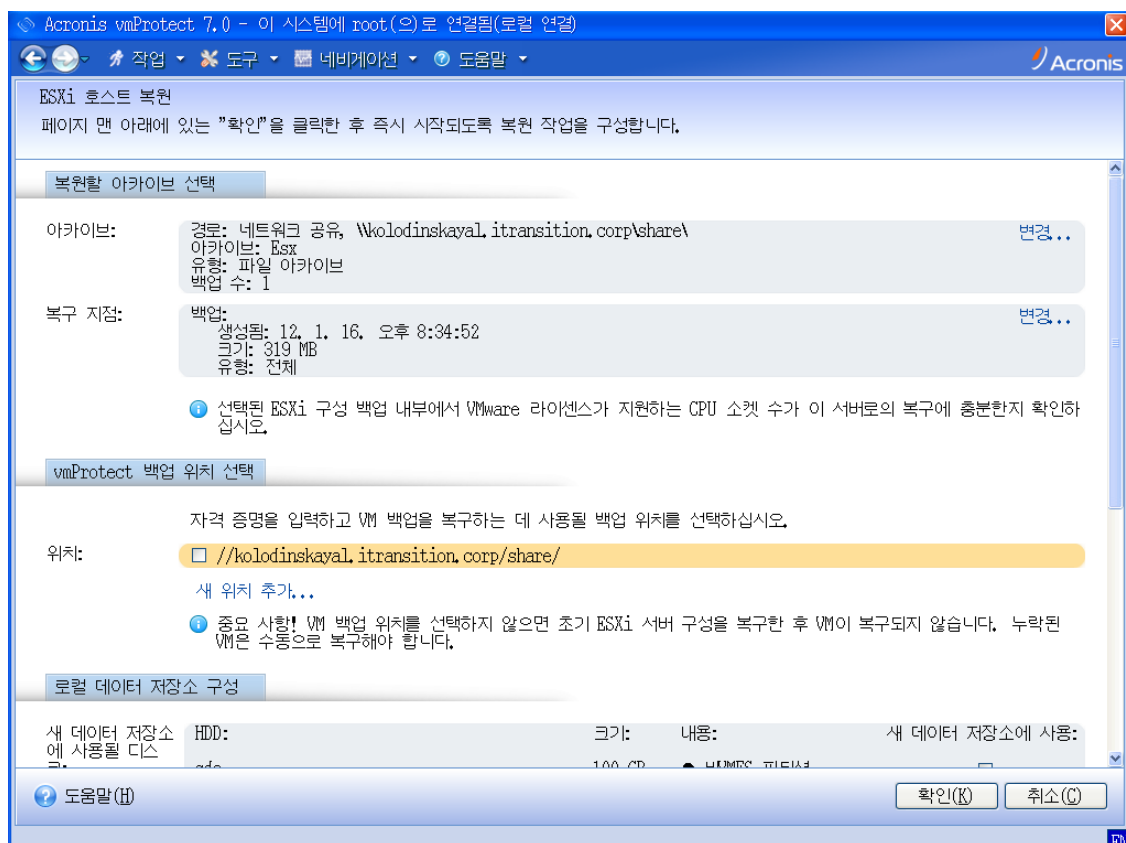 Acronis vmProtect 7.0 - 이 시스템에 root(으)로 연결됨(로컬 연결)
작업 도구 네비게이션 도움말 Acronis
ESXi 호스트 복원
페이지 맨 아래에 있는 "확인"을 클릭한 후 즉시 시작되도록 복원 작업을 구성합니다.
복원할 아카이브 선택
아카이브: 경로: 네트워크 공유, \\kolodinskayal.itransition.corp\share\ 변경...
아카이브: Esx
유형: 파일 아카이브
백업 수: 1
복구 지점: 백업: 변경...
생성됨: 12. 1. 16. 오후 8:34:52
크기: 319 MB
유형: 전체
선택된 ESXi 구성 백업 내부에서 VMware 라이센스가 지원하는 CPU 소켓 수가 이 서버로의 복구에 충분한지 확인하
십시오.
vmProtect 백업 위치 선택
자격 증명을 입력하고 VM 백업을 복구하는 데 사용될 백업 위치를 선택하십시오.
위치: //kolodinskayal.itransition.corp/share/
새 위치 추가...
중요 사항! VM 백업 위치를 선택하지 않으면 초기 ESXi 서버 구성을 복구한 후 VM이 복구되지 않습니다. 누락된
VM은 수동으로 복구해야 합니다.
로컬 데이터 저장소 구성
새 데이터 저장소 HDD: 크기: 내용: 새 데이터 저장소에 사용:
에 사용될 디스
도움말(H) 확인(K) 취소(C)
EN